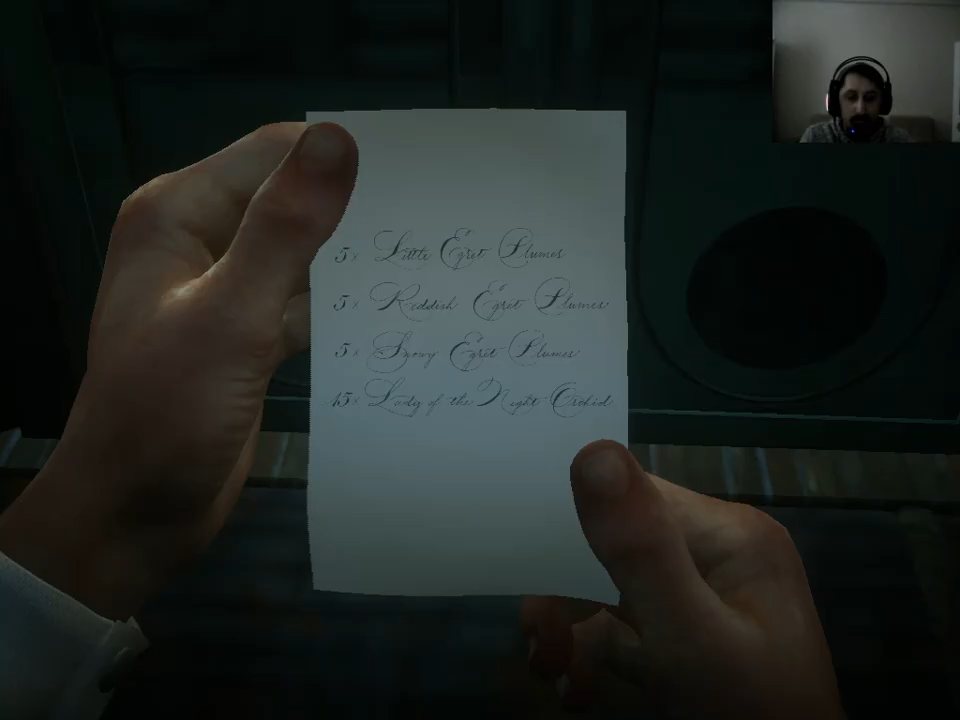 5x Little Egret Plumes
5x Reddish Egret Plumes
5x Snowy Egret Plumes
15x Lady of the Night Orchid